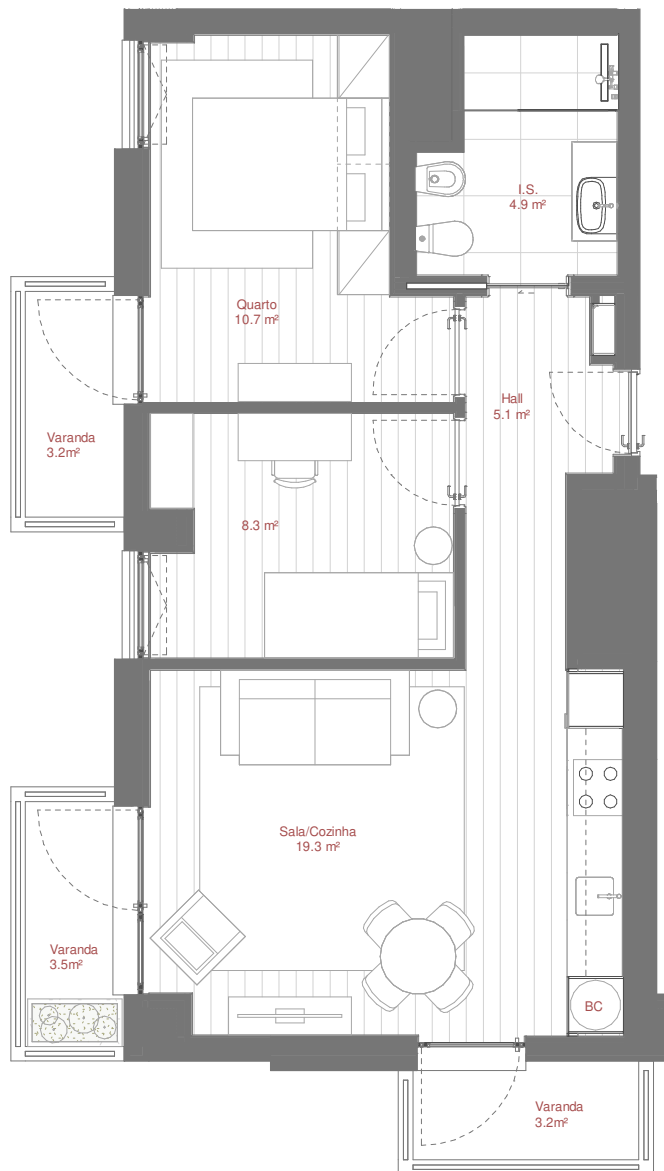 I.S.
4.9 m²
Quarto
10.7 m²
Hall
5.1 m²
Varanda
3.2m²
8.3 m²
Sala/Cozinha
19.3 m²
Varanda
3.5m²
BC
Varanda
3.2m²